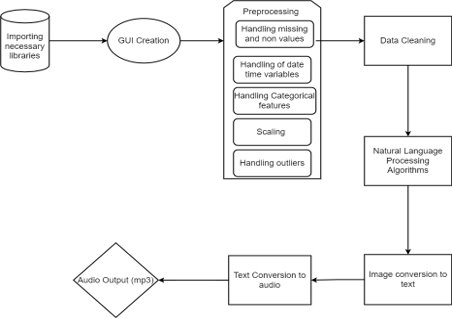 Importing
necessary
libraries
GUI Creation
Preprocessing
Handling missing
and non values
Handling of date
time variables
Handling Categorical
features
Scaling
Handling outliers
Data Cleaning
Natural Language
Processing
Algorithms
Image conversion to
text
Text Conversion to
audio
Audio Output (mp3)